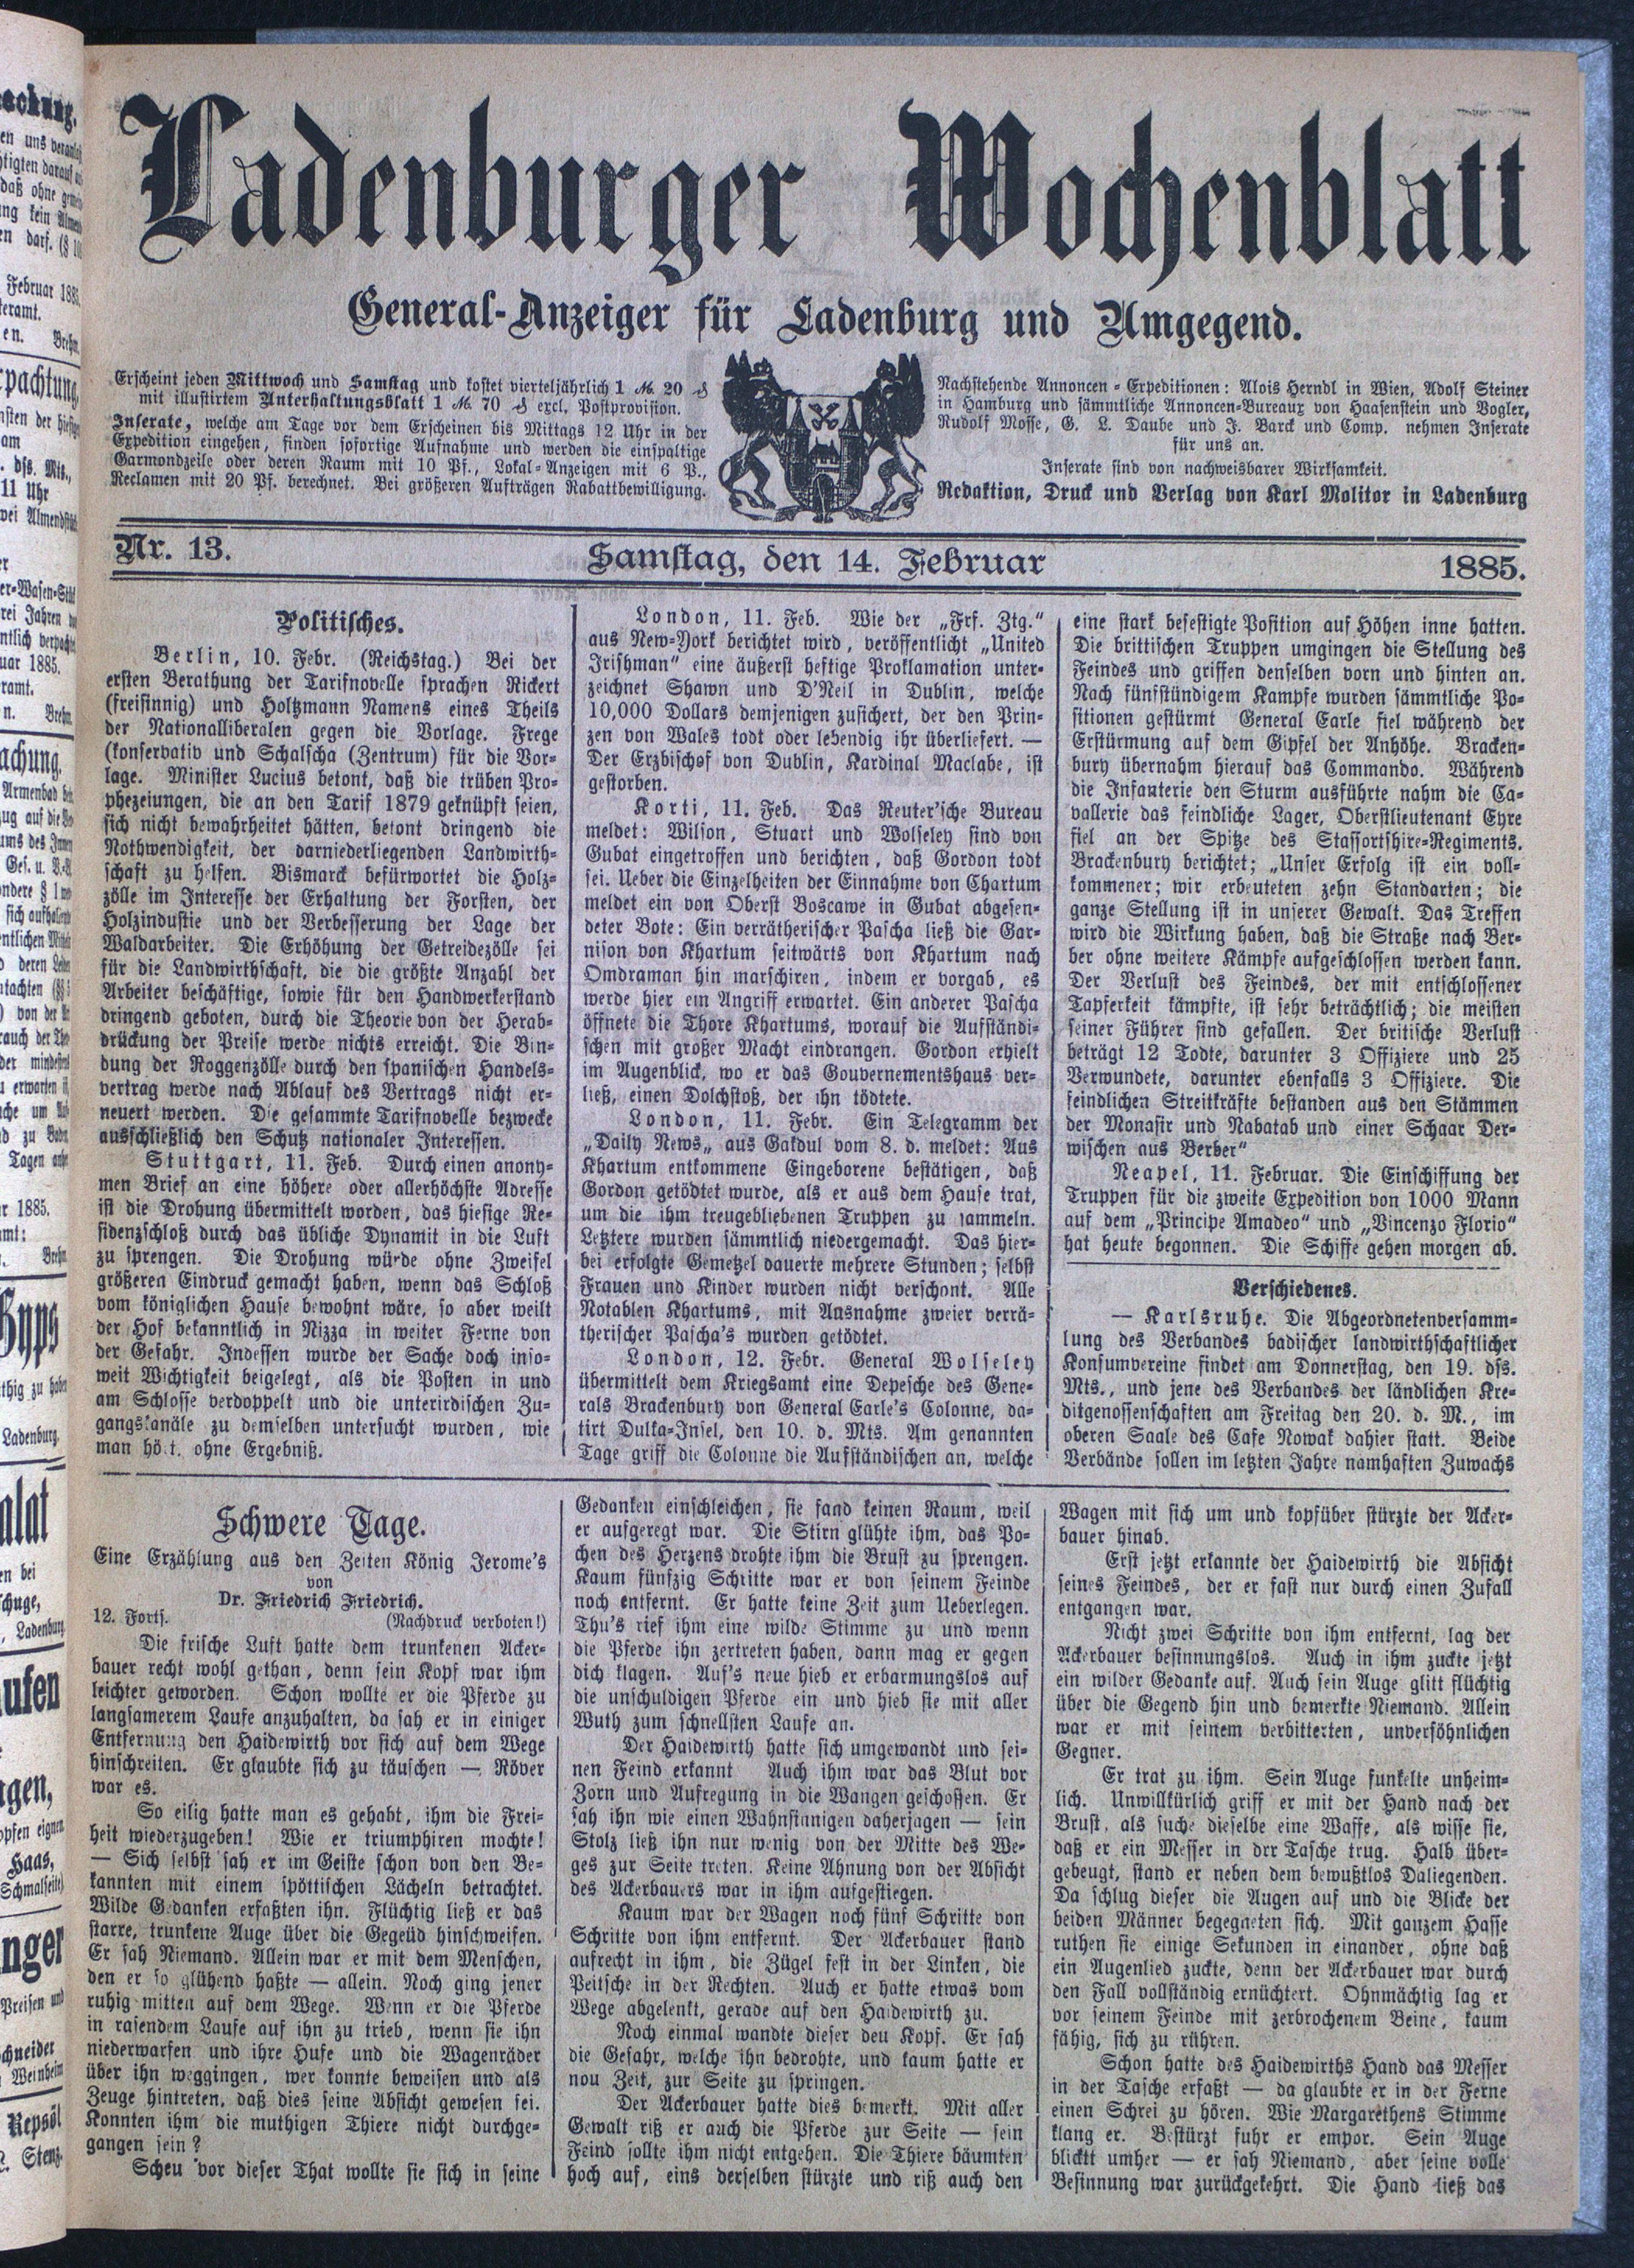 Ladenburger Wochenblatt
General-Anzeiger für Ladenburg und Umgegend.
Erscheint jeden Mittwoch und Samstag und kostet vierteljährlich 1 M. 20 ₰
mit illustirtem Unterhaltungsblatt 1 M. 70 ₰ excl. Postprovision.
Inserate, welche am Tage vor dem Erscheinen bis Mittags 12 Uhr in der
Expedition eingehen, finden sofortige Aufnahme und werden die einspaltige
Garmondzeile oder deren Raum mit 10 Pf., Lokal-Anzeigen mit 6 P.,
Reclamen mit 20 Pf. berechnet. Bei größeren Aufträgen Rabattbewilligung.
Nachstehende Annoncen-Expeditionen: Alois Herndl in Wien, Adolf Steiner
in Hamburg und sämmtliche Annoncen-Bureaux von Haasenstein und Vogler,
Rudolf Mosse, G. L. Daube und J. Barck und Comp. nehmen Inserate
für uns an.
Inserate sind von nachweisbarer Wirksamkeit.
Redaktion, Druck und Verlag von Karl Molitor in Ladenburg
Nr. 13. Samstag, den 14. Februar 1885.
Politisches.
Berlin, 10. Febr. (Reichstag.) Bei der
ersten Berathung der Tarifnovelle sprachen Rickert
(freisinnig) und Holtzmann Namens eines Theils
der Nationalliberalen gegen die Vorlage. Frege
(konservativ und Schalscha (Zentrum) für die Vor-
lage. Minister Lucius betont, daß die trüben Pro-
phezeiungen, die an den Tarif 1879 geknüpft seien,
sich nicht bewahrheitet hätten, betont dringend die
Nothwendigkeit, der darniederliegenden Landwirth-
schaft zu helfen. Bismarck befürwortet die Holz-
zölle im Interesse der Erhaltung der Forsten, der
Holzindustie und der Verbesserung der Lage der
Waldarbeiter. Die Erhöhung der Getreidezölle sei
für die Landwirthschaft, die die größte Anzahl der
Arbeiter beschäftige, sowie für den Handwerkerstand
dringend geboten, durch die Theorie von der Herab-
drückung der Preise werde nichts erreicht. Die Bin-
dung der Roggenzölle durch den spanischen Handels-
vertrag werde nach Ablauf des Vertrags nicht er-
neuert werden. Die gesammte Tarifnovelle bezwecke
ausschließlich den Schutz nationaler Interessen.
Stuttgart, 11. Feb. Durch einen anony-
men Brief an eine höhere oder allerhöchste Adresse
ist die Drohung übermittelt worden, das hiesige Re-
sidenzschloß durch das übliche Dynamit in die Luft
zu sprengen. Die Drohung würde ohne Zweifel
größeren Eindruck gemacht haben, wenn das Schloß
vom königlichen Hause bewohnt wäre, so aber weilt
der Hof bekanntlich in Nizza in weiter Ferne von
der Gefahr. Indessen wurde der Sache doch inso-
weit Wichtigkeit beigelegt, als die Posten in und
am Schlosse verdoppelt und die unterirdischen Zu-
gangskanäle zu demselben untersucht wurden, wie
man hö.t. ohne Ergebniß.
London, 11. Feb. Wie der „Frf. Ztg.“
aus New-York berichtet wird, veröffentlicht „United
Irishman“ eine äußerst heftige Proklamation unter-
zeichnet Shawn und O'Neil in Dublin, welche
10,000 Dollars demjenigen zusichert, der den Prin-
zen von Wales todt oder lebendig ihr überliefert. —
Der Erzbischof von Dublin, Kardinal Maclabe, ist
gestorben.
Korti, 11. Feb. Das Reuter'sche Bureau
meldet: Wilson, Stuart und Wolseley sind von
Gubat eingetroffen und berichten, daß Gordon todt
sei. Ueber die Einzelheiten der Einnahme von Chartum
meldet ein von Oberst Boscawe in Gubat abgesen-
deter Bote: Ein verrätherischer Pascha ließ die Gar-
nison von Khartum seitwärts von Khartum nach
Omdraman hin marschiren, indem er vorgab, es
werde hier ein Angriff erwartet. Ein anderer Pascha
öffnete die Thore Khartums, worauf die Aufständi-
schen mit großer Macht eindrangen. Gordon erhielt
im Augenblick, wo er das Gouvernementshaus ver-
ließ, einen Dolchstoß, der ihn tödtete.
London, 11. Febr. Ein Telegramm der
„Daily News„ aus Gakdul vom 8. d. meldet: Aus
Khartum entkommene Eingeborene bestätigen, daß
Gordon getödtet wurde, als er aus dem Hause trat,
um die ihm treugebliebenen Truppen zu sammeln.
Letztere wurden sämmtlich niedergemacht. Das hier-
bei erfolgte Gemetzel dauerte mehrere Stunden; selbst
Frauen und Kinder wurden nicht verschont. Alle
Notablen Khartums, mit Ausnahme zweier verrä-
therischer Pascha's wurden getödtet.
London, 12. Febr. General Wolseley
übermittelt dem Kriegsamt eine Depesche des Gene-
rals Brackenbury von General Earle's Colonne, da-
tirt Dulka-Insel, den 10. d. Mts. Am genannten
Tage griff die Colonne die Aufständischen an, welche
eine stark befestigte Position auf Höhen inne hatten.
Die brittischen Truppen umgingen die Stellung des
Feindes und griffen denselben vorn und hinten an.
Nach fünfstündigem Kampfe wurden sämmtliche Po-
sitionen gestürmt General Earle fiel während der
Erstürmung auf dem Gipfel der Anhöhe. Bracken-
bury übernahm hierauf das Commando. Während
die Infanterie den Sturm ausführte nahm die Ca-
vallerie das feindliche Lager, Oberstlieutenant Eyre
fiel an der Spitze des Staffortshire-Regiments.
Brackenbury berichtet; „Unser Erfolg ist ein voll-
kommener; wir erbeuteten zehn Standarten; die
ganze Stellung ist in unserer Gewalt. Das Treffen
wird die Wirkung haben, daß die Straße nach Ber-
ber ohne weitere Kämpfe aufgeschlossen werden kann.
Der Verlust des Feindes, der mit entschlossener
Tapferkeit kämpfte, ist sehr beträchtlich; die meisten
seiner Führer sind gefallen. Der britische Verlust
beträgt 12 Todte, darunter 3 Offiziere und 25
Verwundete, darunter ebenfalls 3 Offiziere. Die
feindlichen Streitkräfte bestanden aus den Stämmen
der Monasir und Nabatab und einer Schaar Der-
wischen aus Berber“
Neapel, 11. Februar. Die Einschiffung der
Truppen für die zweite Expedition von 1000 Mann
auf dem „Principe Amadeo“ und „Vincenzo Florio“
hat heute begonnen. Die Schiffe gehen morgen ab.
Verschiedenes.
— Karlsruhe. Die Abgeordnetenversamm-
lung des Verbandes badischer landwirthschaftlicher
Konsumvereine findet am Donnerstag, den 19. dss.
Mts., und jene des Verbandes der ländlichen Kre-
ditgenossenschaften am Freitag den 20. d. M., im
oberen Saale des Cafe Nowak dahier statt. Beide
Verbände sollen im letzten Jahre namhaften Zuwachs
Schwere Tage.
Eine Erzählung aus den Zeiten König Jerome's
von
Dr. Friedrich Friedrich.
12. Forts. (Nachdruck verboten!)
Die frische Luft hatte dem trunkenen Acker-
bauer recht wohl gethan, denn sein Kopf war ihm
leichter geworden. Schon wollte er die Pferde zu
langsamerem Laufe anzuhalten, da sah er in einiger
Entfernung den Haidewirth vor sich auf dem Wege
hinschreiten. Er glaubte sich zu täuschen — Röver
war es.
So eilig hatte man es gehabt, ihm die Frei-
heit wiederzugeben! Wie er triumphiren mochte!
— Sich selbst sah er im Geiste schon von den Be-
kannten mit einem spöttischen Lächeln betrachtet.
Wilde Gedanken erfaßten ihn. Flüchtig ließ er das
starre, trunkene Auge über die Gegeüd hinschweifen.
Er sah Niemand. Allein war er mit dem Menschen,
den er so glühend haßte — allein. Noch ging jener
ruhig mitten auf dem Wege. Wenn er die Pferde
in rasendem Laufe auf ihn zu trieb, wenn sie ihn
niederwarfen und ihre Hufe und die Wagenräder
über ihn weggingen, wer konnte beweisen und als
Zeuge hintreten, daß dies seine Absicht gewesen sei.
Konnten ihm die muthigen Thiere nicht durchge-
gangen sein?
Scheu vor dieser That wollte sie sich in seine
Gedanken einschleichen, sie fand keinen Raum, weil
er aufgeregt war. Die Stirn glühte ihm, das Po-
chen des Herzens drohte ihm die Brust zu sprengen.
Kaum fünfzig Schritte war er von seinem Feinde
noch entfernt. Er hatte keine Zeit zum Ueberlegen.
Thu's rief ihm eine wilde Stimme zu und wenn
die Pferde ihn zertreten haben, dann mag er gegen
dich klagen. Auf's neue hieb er erbarmungslos auf
die unschuldigen Pferde ein und hieb sie mit aller
Wuth zum schnellsten Laufe an.
Der Haidewirth hatte sich umgewandt und sei-
nen Feind erkannt Auch ihm war das Blut vor
Zorn und Aufregung in die Wangen geschossen. Er
sah ihn wie einen Wahnsinnigen daherjagen — sein
Stolz ließ ihn nur wenig von der Mitte des We-
ges zur Seite treten. Keine Ahnung von der Absicht
des Ackerbauers war in ihm aufgestiegen.
Kaum war der Wagen noch fünf Schritte von
Schritte von ihm entfernt. Der Ackerbauer stand
aufrecht in ihm, die Zügel fest in der Linken, die
Peitsche in der Rechten. Auch er hatte etwas vom
Wege abgelenkt, gerade auf den Haidewirth zu.
Noch einmal wandte dieser deu Kopf. Er sah
die Gefahr, welche ihn bedrohte, und kaum hatte er
nou Zeit, zur Seite zu springen.
Der Ackerbauer hatte dies bemerkt. Mit aller
Gewalt riß er auch die Pferde zur Seite — sein
Feind sollte ihm nicht entgehen. Die Thiere bäumten
hoch auf, eins derselben stürzte und riß auch den
Wagen mit sich um und kopfüber stürzte der Acker-
bauer hinab.
Erst jetzt erkannte der Haidewirth die Absicht
seines Feindes, der er fast nur durch einen Zufall
entgangen war.
Nicht zwei Schritte von ihm entfernt, lag der
Ackerbauer besinnungslos. Auch in ihm zuckte jetzt
ein wilder Gedanke auf. Auch sein Auge glitt flüchtig
über die Gegend hin und bemerkte Niemand. Allein
war er mit seinem verbitterten, unversöhnlichen
Gegner.
Er trat zu ihm. Sein Auge funkelte unheim-
lich. Unwillkürlich griff er mit der Hand nach der
Brust, als suche dieselbe eine Waffe, als wisse sie,
daß er ein Messer in der Tasche trug. Halb über-
gebeugt, stand er neben dem bewußtlos Daliegenden.
Da schlug dieser die Augen auf und die Blicke der
beiden Männer begegneten sich. Mit ganzem Hasse
ruthen sie einige Sekunden in einander, ohne daß
ein Augenlied zuckte, denn der Ackerbauer war durch
den Fall vollständig ernüchtert. Ohnmächtig lag er
vor seinem Feinde mit zerbrochenem Beine, kaum
fähig, sich zu rühren.
Schon hatte des Haidewirths Hand das Messer
in der Tasche erfaßt — da glaubte er in der Ferne
einen Schrei zu hören. Wie Margarethens Stimme
klang er. Bestürzt fuhr er empor. Sein Auge
blicktt umher — er sah Niemand, aber seine volle
Besinnung war zurückgekehrt. Die Hand ließ das